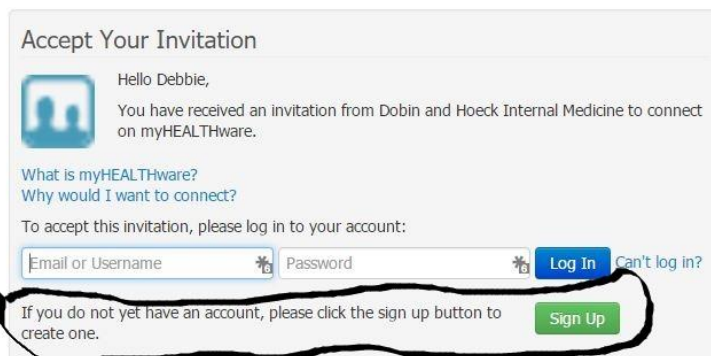 Accept Your Invitation
Hello Debbie,
You have received an invitation from Dobin and Hoeck Internal Medicine to connect
on myHEALTHware.
What is myHEALTHware?
Why would I want to connect?
To accept this invitation, please log in to your account:
Email or Username Password Log In Can't log in?
If you do not yet have an account, please click the sign up button to
create one.
Sign Up